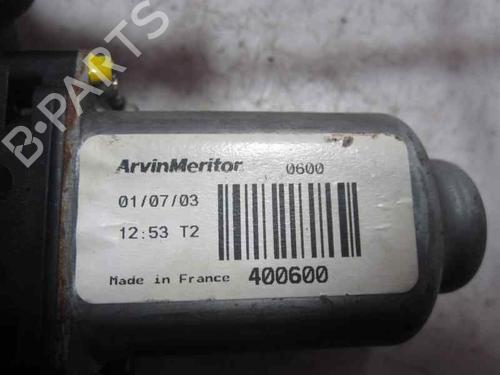 B-PARTS
ArvinMeritor 0600
01/07/03
12:53 T2
Made in France 400600